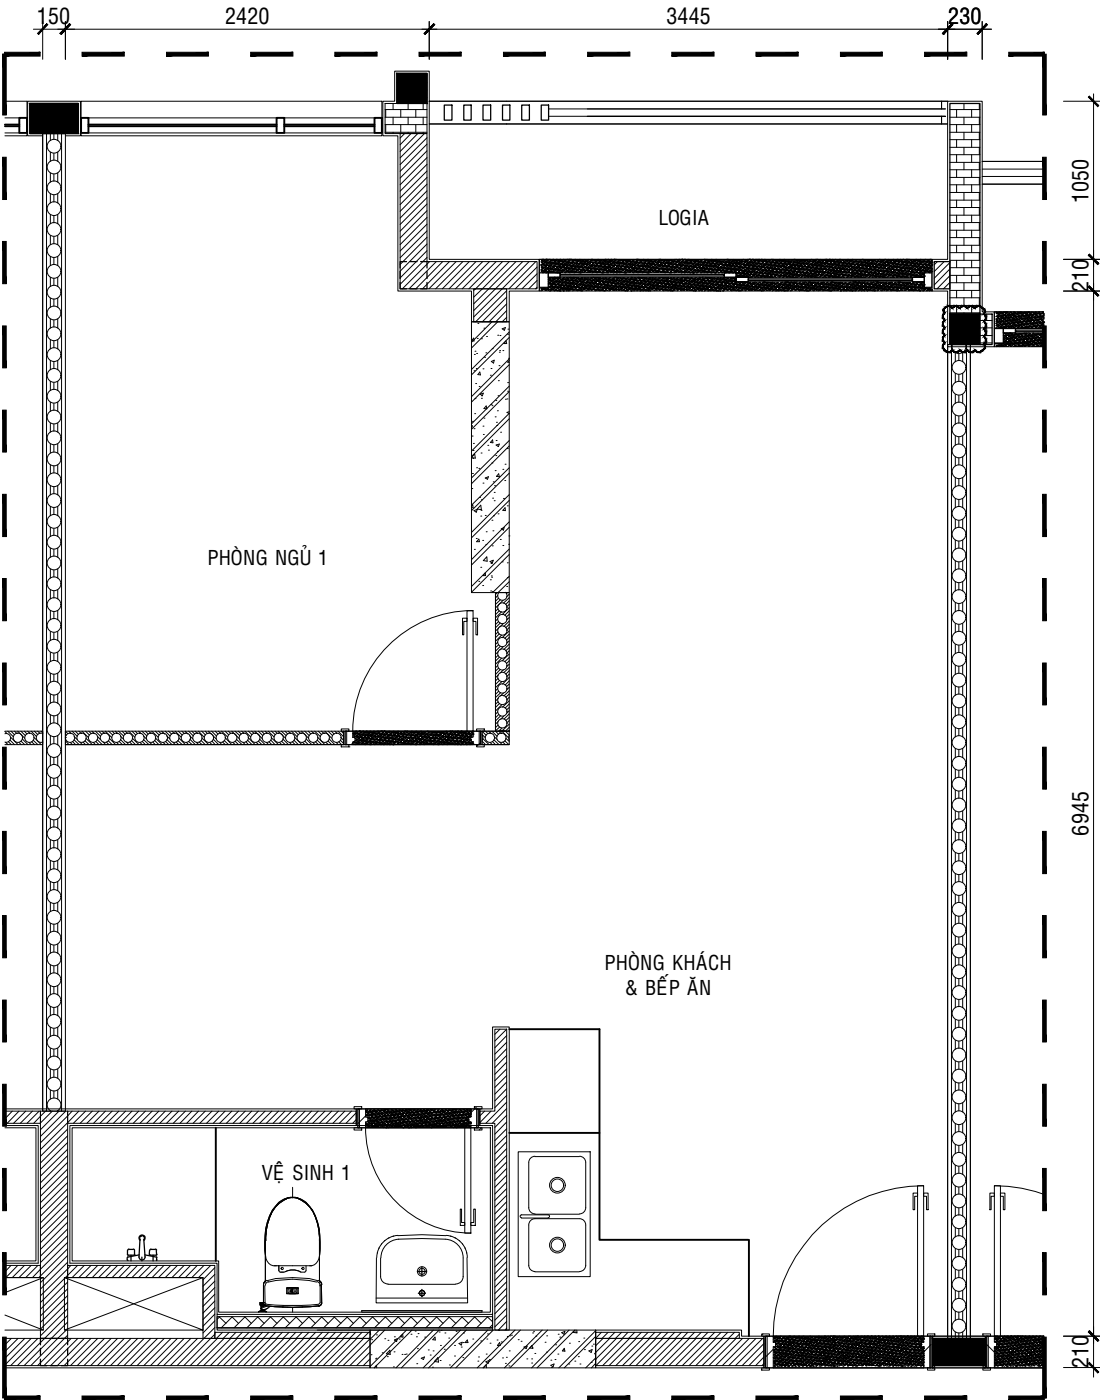 150 2420 3445 230
1050
LOGIA
210
PHÒNG NGỦ 1
6945
PHÒNG KHÁCH
& BẾP ĂN
VỆ SINH 1
210